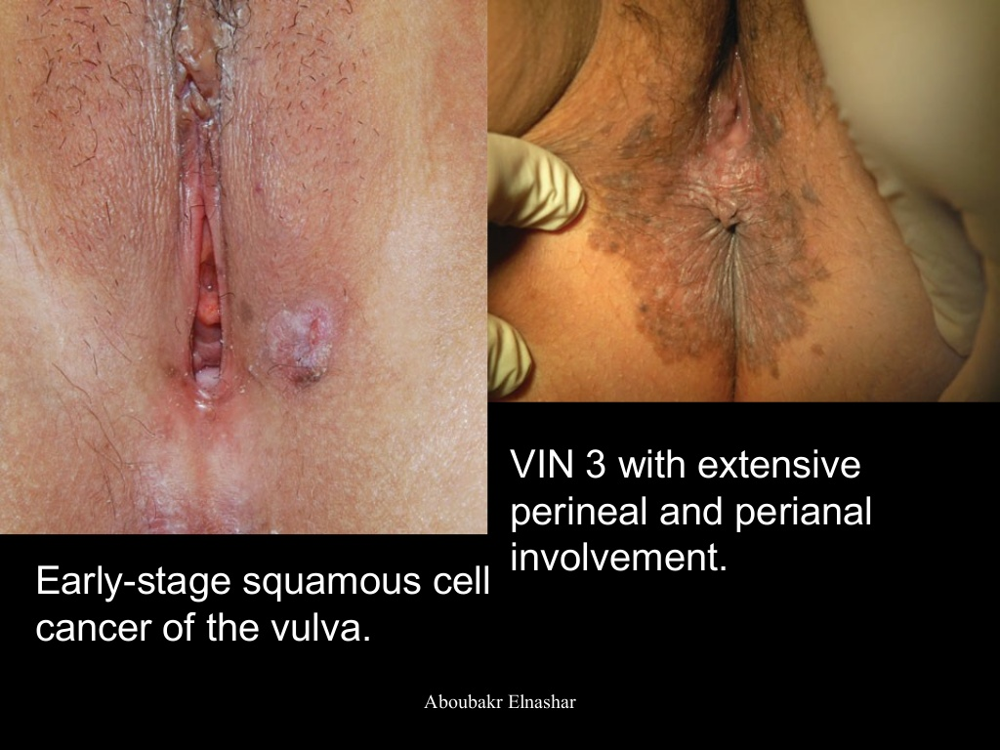 VIN 3 with extensive
perineal and perianal
involvement.
Early-stage squamous cell
cancer of the vulva.
Aboubakr Elnashar